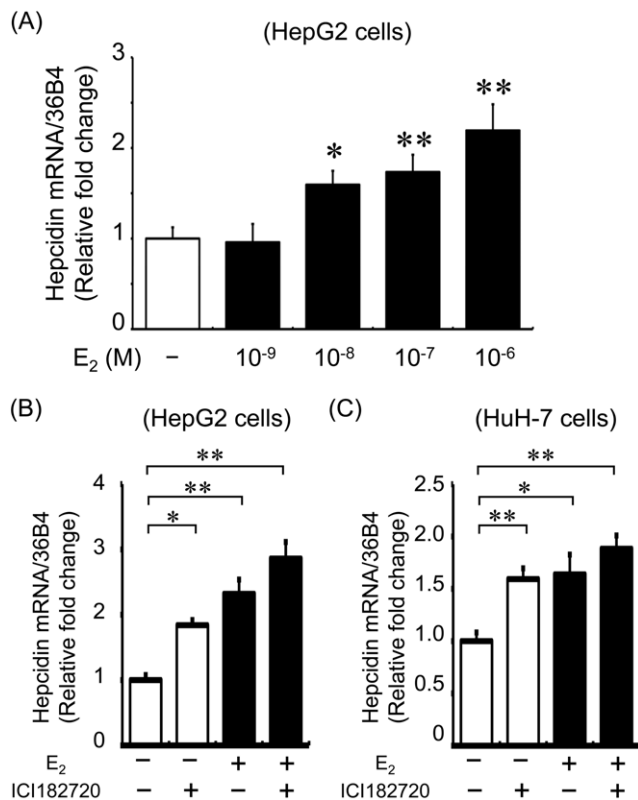 (A)
(HepG2 cells)
Hepcidin mRNA/36B4
(Relative fold change)
3
2
1
0
* ** **
E₂ (M) − 10⁻⁹ 10⁻⁸ 10⁻⁷ 10⁻⁶
(B)
(HepG2 cells)
Hepcidin mRNA/36B4
(Relative fold change)
4
3
2
1
0
**
**
*
E₂ − − + +
ICI182720 − + − +
(C)
(HuH-7 cells)
Hepcidin mRNA/36B4
(Relative fold change)
2.5
2.0
1.5
1.0
0.5
0
**
*
**
E₂ − − + +
ICI182720 − + − +